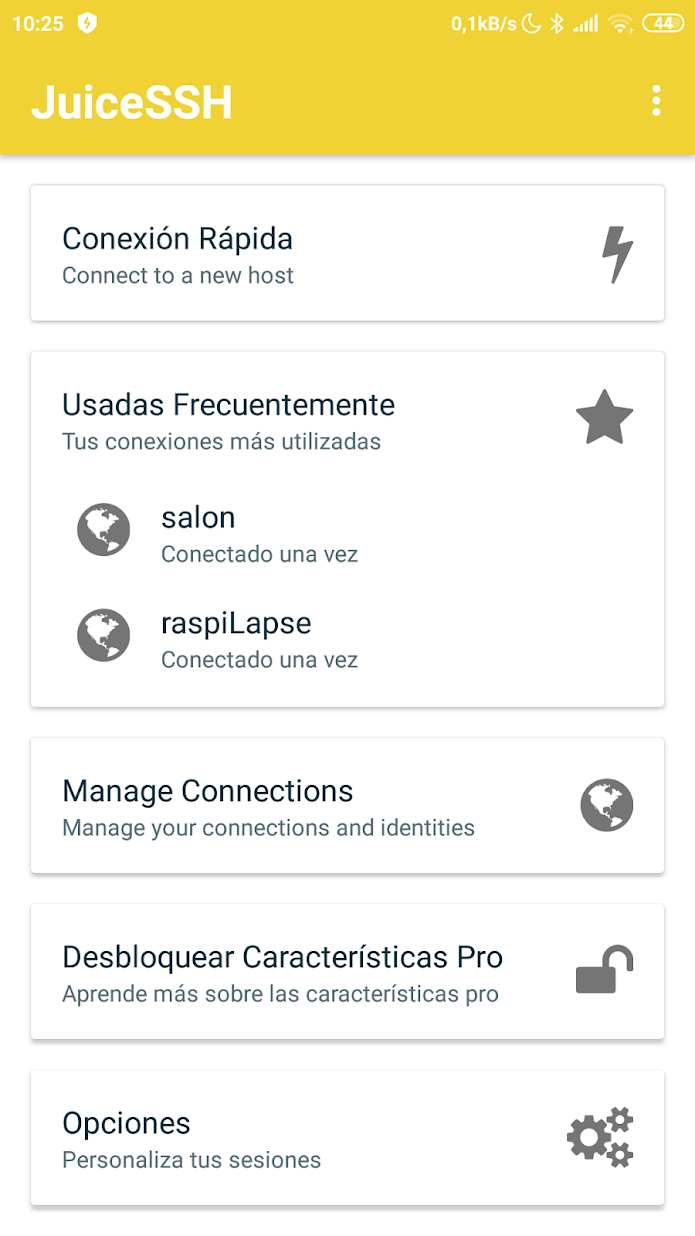 10:25 0,1kB/s 44
JuiceSSH
Conexión Rápida
Connect to a new host
Usadas Frecuentemente
Tus conexiones más utilizadas
salon
Conectado una vez
raspiLapse
Conectado una vez
Manage Connections
Manage your connections and identities
Desbloquear Características Pro
Aprende más sobre las características pro
Opciones
Personaliza tus sesiones